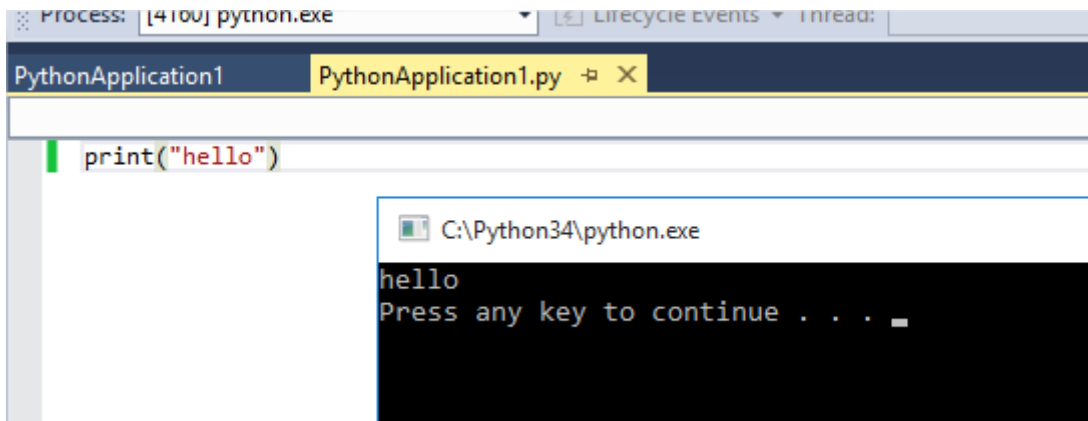 Process: [4160] python.exe Lifecycle Events Thread:
PythonApplication1 PythonApplication1.py
print("hello")
C:\Python34\python.exe
hello
Press any key to continue . . .